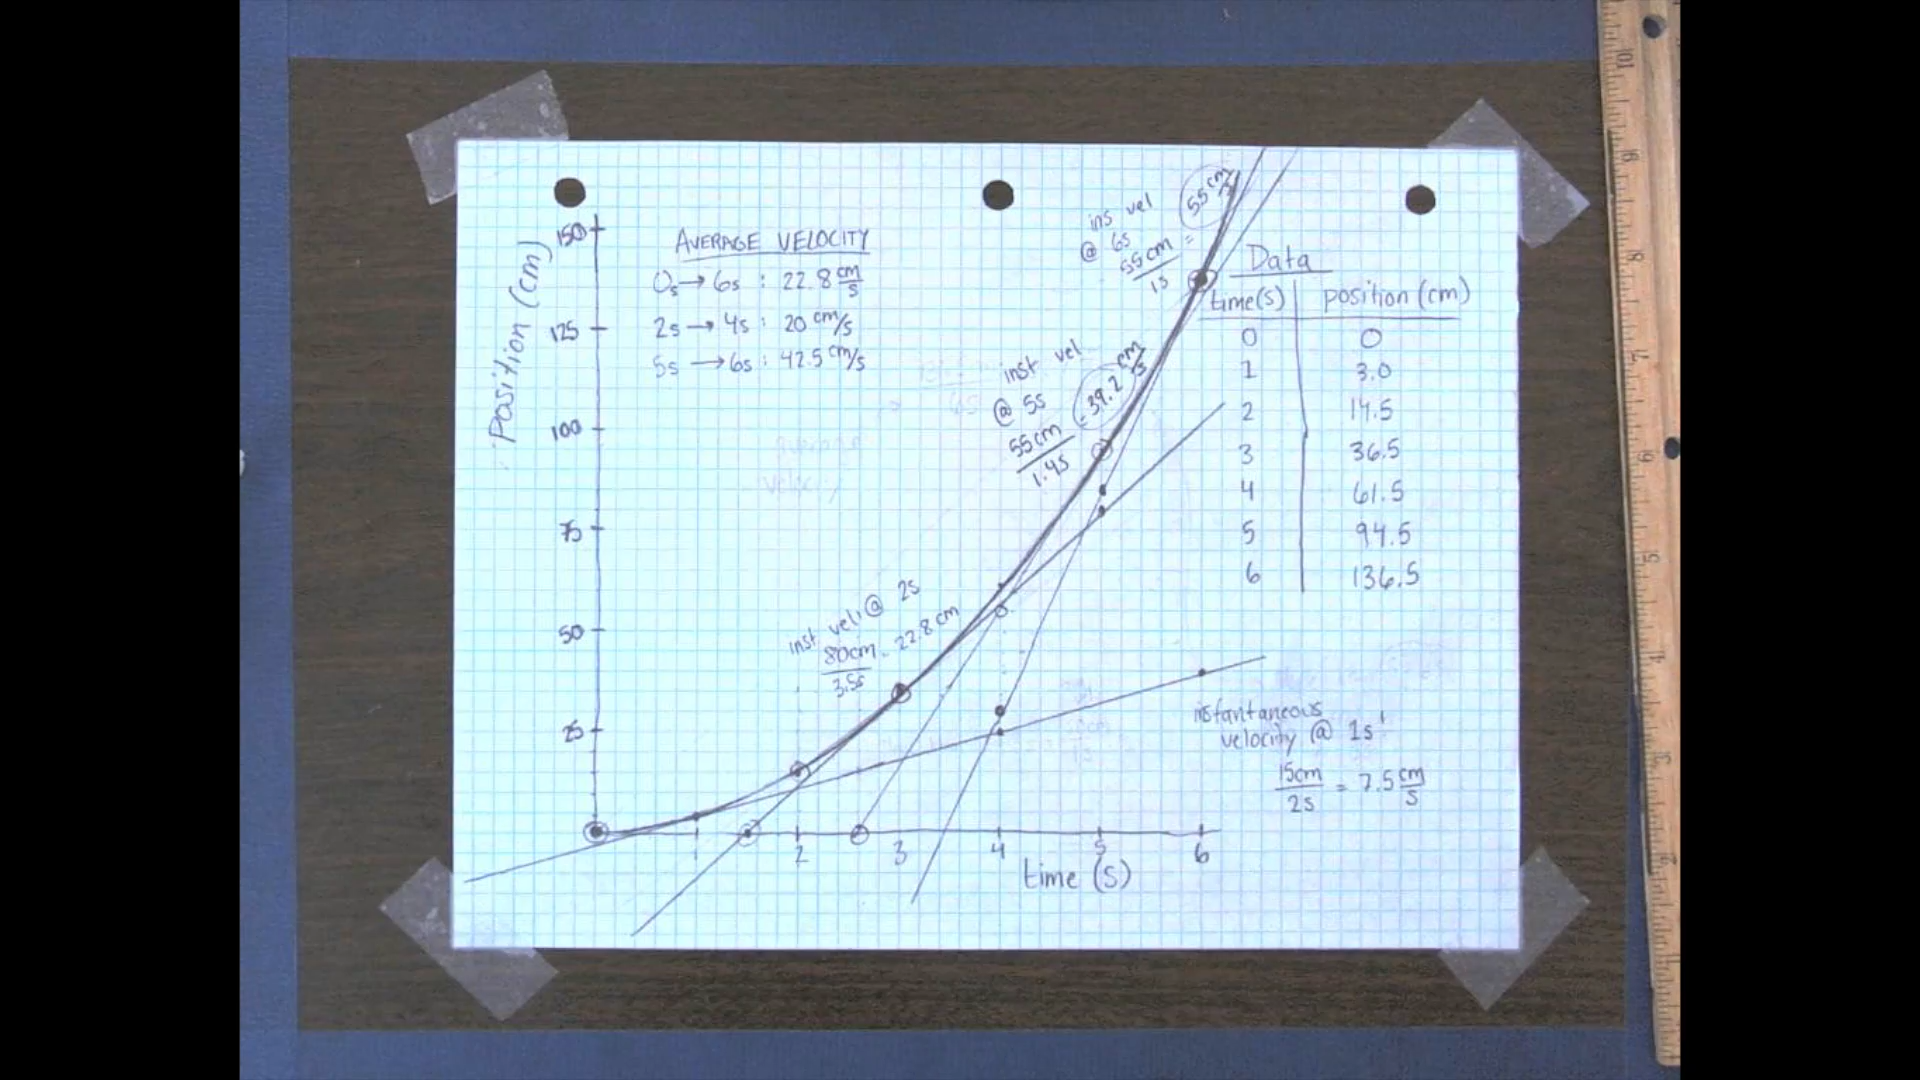 Position (cm)
150
125
100
75
50
25
1
2
3
4
5
6
time (s)
AVERAGE VELOCITY
0s → 6s : 22.8 cm/s
2s → 4s : 20 cm/s
5s → 6s : 42.5 cm/s
ins vel
@ 6s
55cm/1s = 55 cm/s
inst vel
@ 5s
55cm/1.4s = 39.2 cm/s
inst vel @ 2s
80cm/3.5s = 22.8 cm
instantaneous
velocity @ 1s
15cm/2s = 7.5 cm/s
Data
time(s) position (cm)
0 0
1 3.0
2 14.5
3 36.5
4 61.5
5 94.5
6 136.5